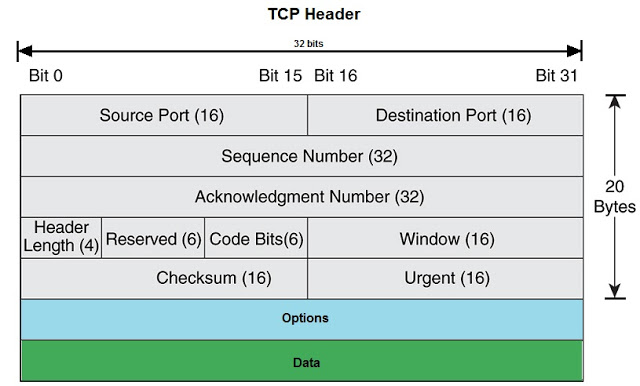 TCP Header
32 bits
Bit 0 Bit 15 Bit 16 Bit 31
Source Port (16) Destination Port (16)
Sequence Number (32)
Acknowledgment Number (32)
20
Bytes
Header
Length (4) Reserved (6) Code Bits(6) Window (16)
Checksum (16) Urgent (16)
Options
Data